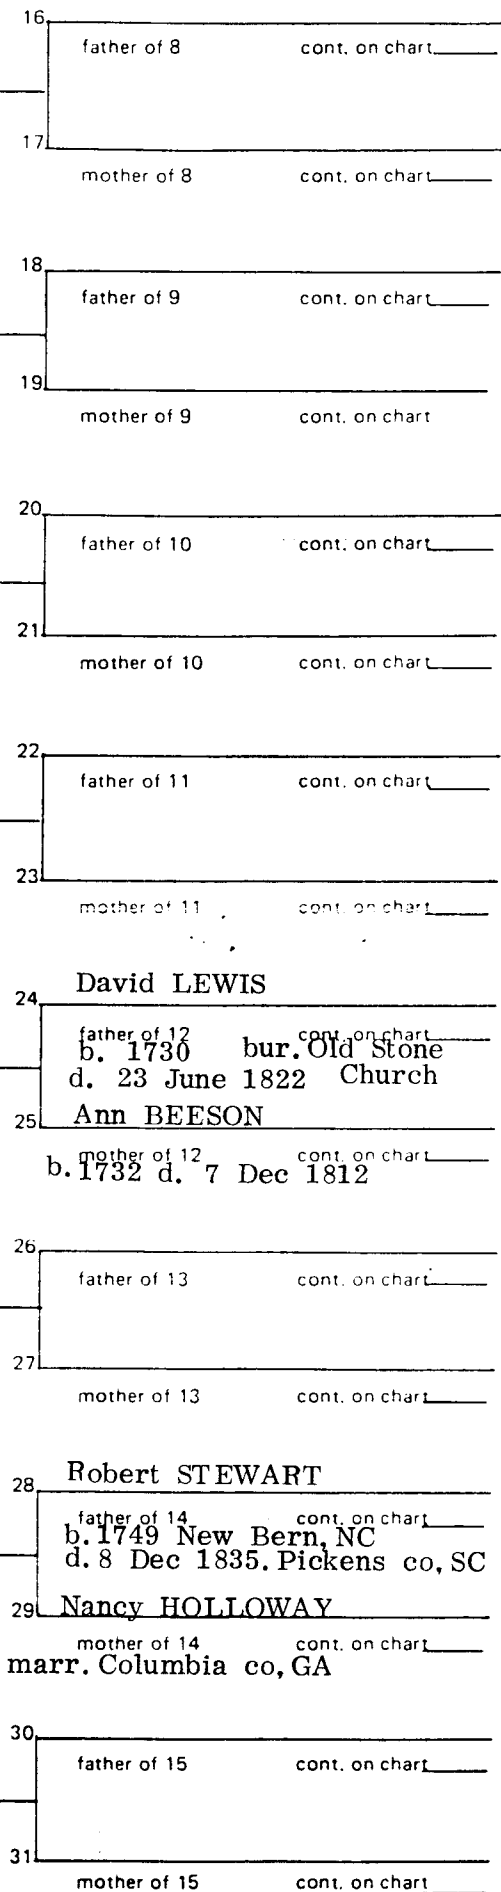 16
father of 8 cont. on chart
17
mother of 8 cont. on chart
18
father of 9 cont. on chart
19
mother of 9 cont. on chart
20
father of 10 cont. on chart
21
mother of 10 cont. on chart
22
father of 11 cont. on chart
23
mother of 11 cont. on chart
David LEWIS
24
father of 12 cont. on chart
b. 1730 bur. Old Stone
d. 23 June 1822 Church
Ann BEESON
25
mother of 12 cont. on chart
b. 1732 d. 7 Dec 1812
26
father of 13 cont. on chart
27
mother of 13 cont. on chart
Robert STEWART
28
father of 14 cont. on chart
b. 1749 New Bern, NC
d. 8 Dec 1835. Pickens co, SC
29 Nancy HOLLOWAY
mother of 14 cont. on chart
marr. Columbia co, GA
30
father of 15 cont. on chart
31
mother of 15 cont. on chart